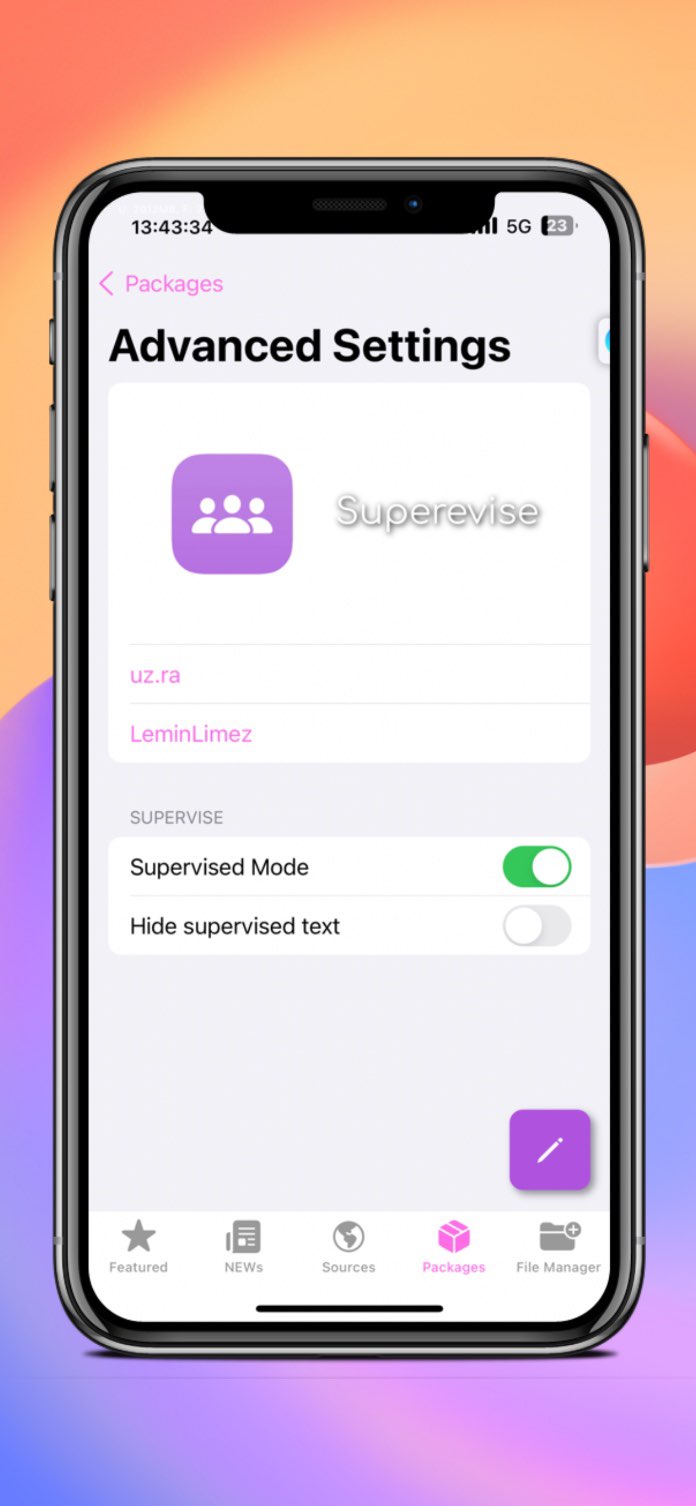 13:43:34 5G 23
Packages
Advanced Settings
Superevise
uz.ra
LeminLimez
SUPERVISE
Supervised Mode
Hide supervised text
Featured NEWs Sources Packages File Manager